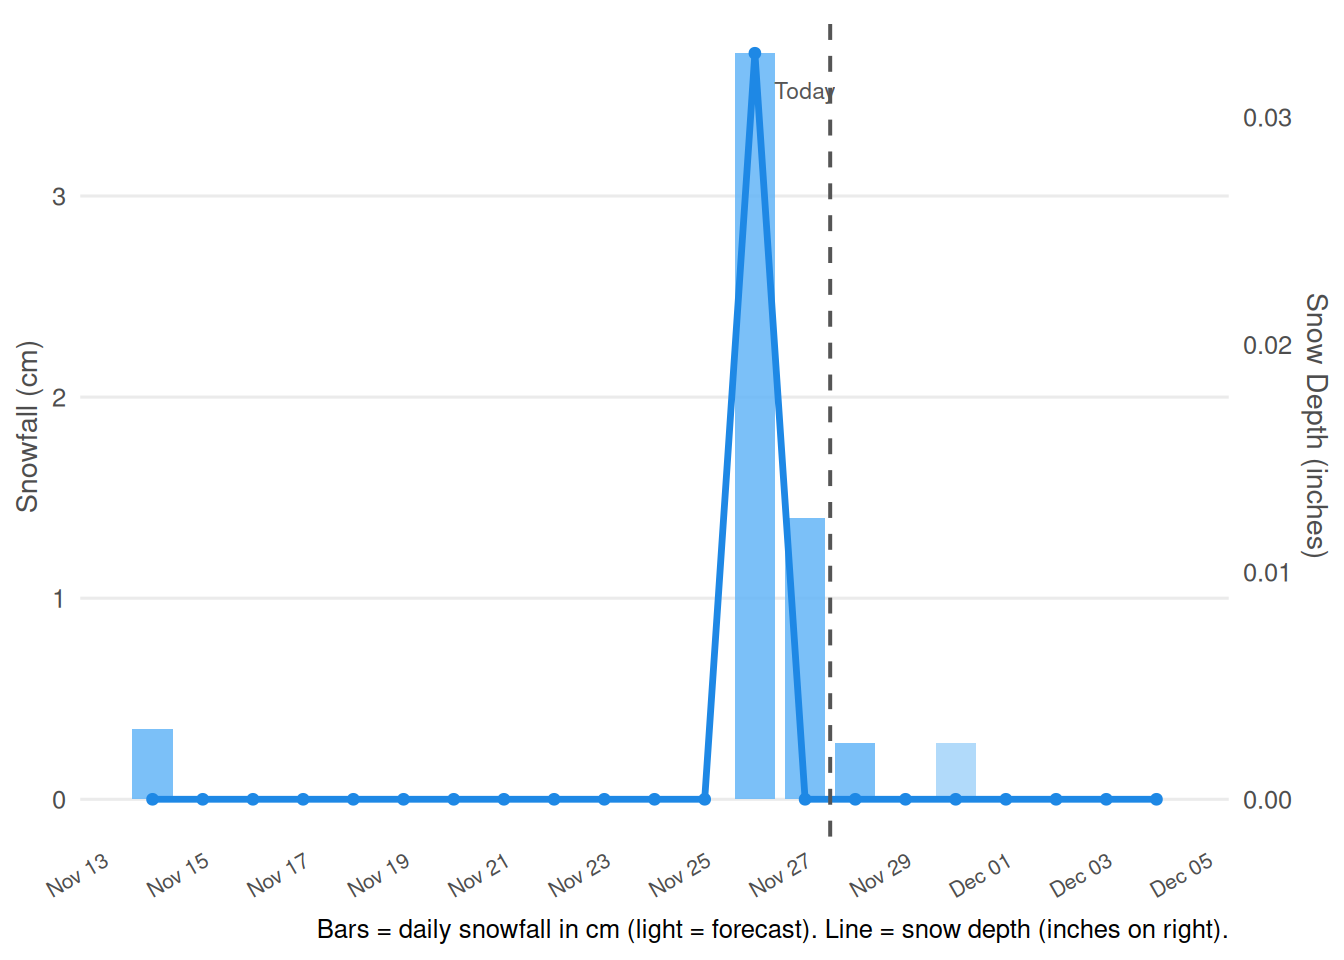 Today
0.03
3
0.02
2
Snowfall (cm)
Snow Depth (inches)
0.01
1
0
0.00
Nov 13
Nov 15
Nov 17
Nov 19
Nov 21
Nov 23
Nov 25
Nov 27
Nov 29
Dec 01
Dec 03
Dec 05
Bars = daily snowfall in cm (light = forecast). Line = snow depth (inches on right).